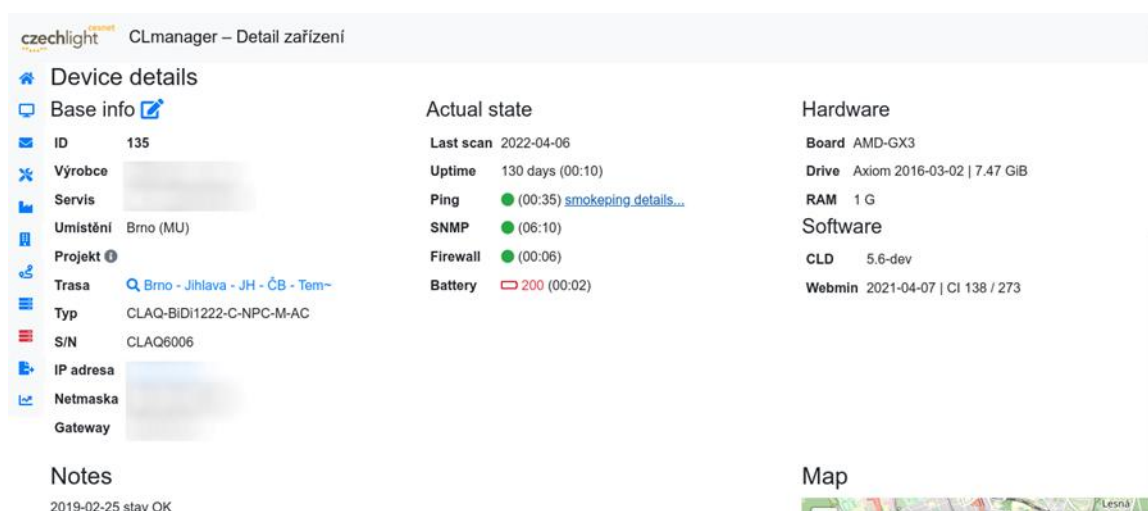 czechlight cesnet
CLmanager – Detail zařízení
Device details
Base info
ID 135
Výrobce
Servis
Umístění Brno (MU)
Projekt
Trasa Brno - Jihlava - JH - ČB - Tem~
Typ CLAQ-BiDi1222-C-NPC-M-AC
S/N CLAQ6006
IP adresa
Netmaska
Gateway
Actual state
Last scan 2022-04-06
Uptime 130 days (00:10)
Ping (00:35) smokeping details...
SNMP (06:10)
Firewall (00:06)
Battery 200 (00:02)
Hardware
Board AMD-GX3
Drive Axiom 2016-03-02 | 7.47 GiB
RAM 1 G
Software
CLD 5.6-dev
Webmin 2021-04-07 | CI 138 / 273
Notes
2019-02-25 stav OK
Map
Lesná